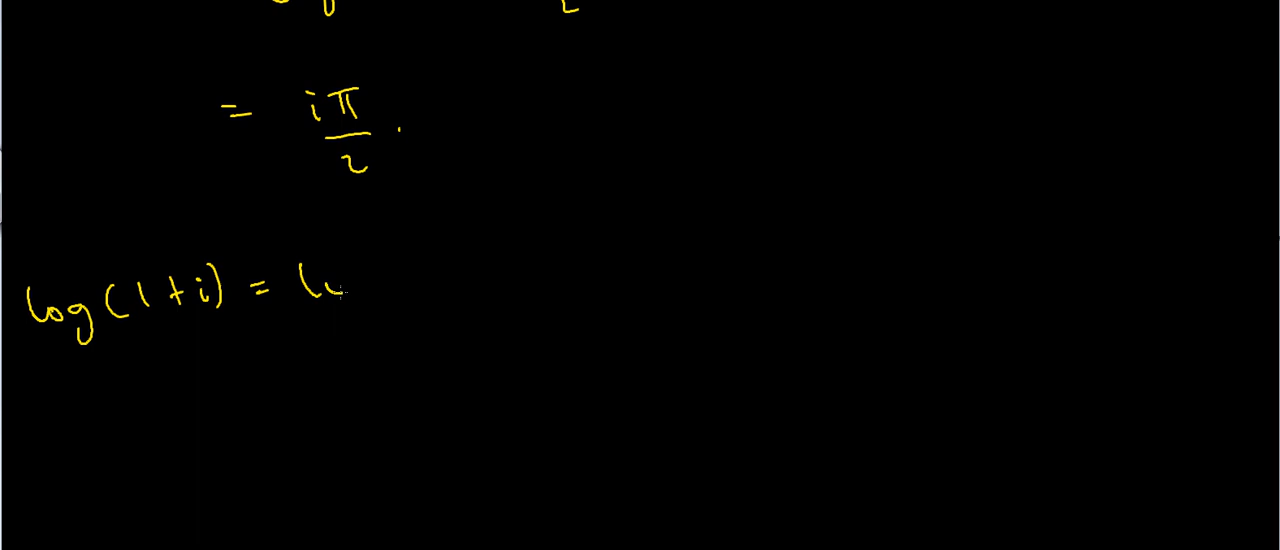 = iπ/2 .
log(1+i) =